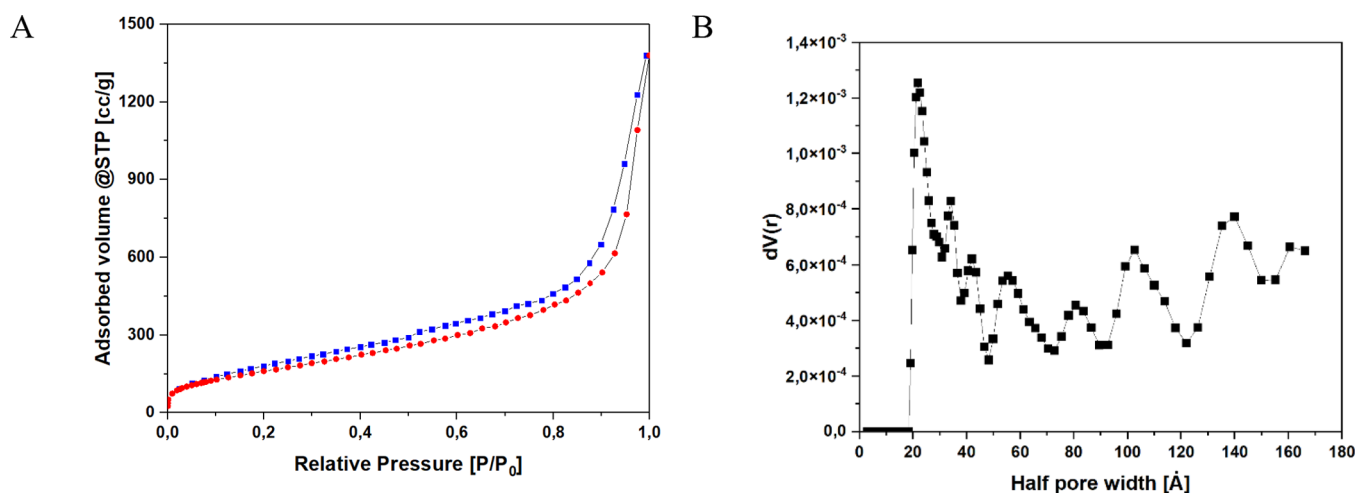 A
Adsorbed volume @STP [cc/g]
1500
1200
900
600
300
0
0,0 0,2 0,4 0,6 0,8 1,0
Relative Pressure [P/P0]
B
dV(r)
1,4×10⁻³
1,2×10⁻³
1,0×10⁻³
8,0×10⁻⁴
6,0×10⁻⁴
4,0×10⁻⁴
2,0×10⁻⁴
0,0
0 20 40 60 80 100 120 140 160 180
Half pore width [Å]